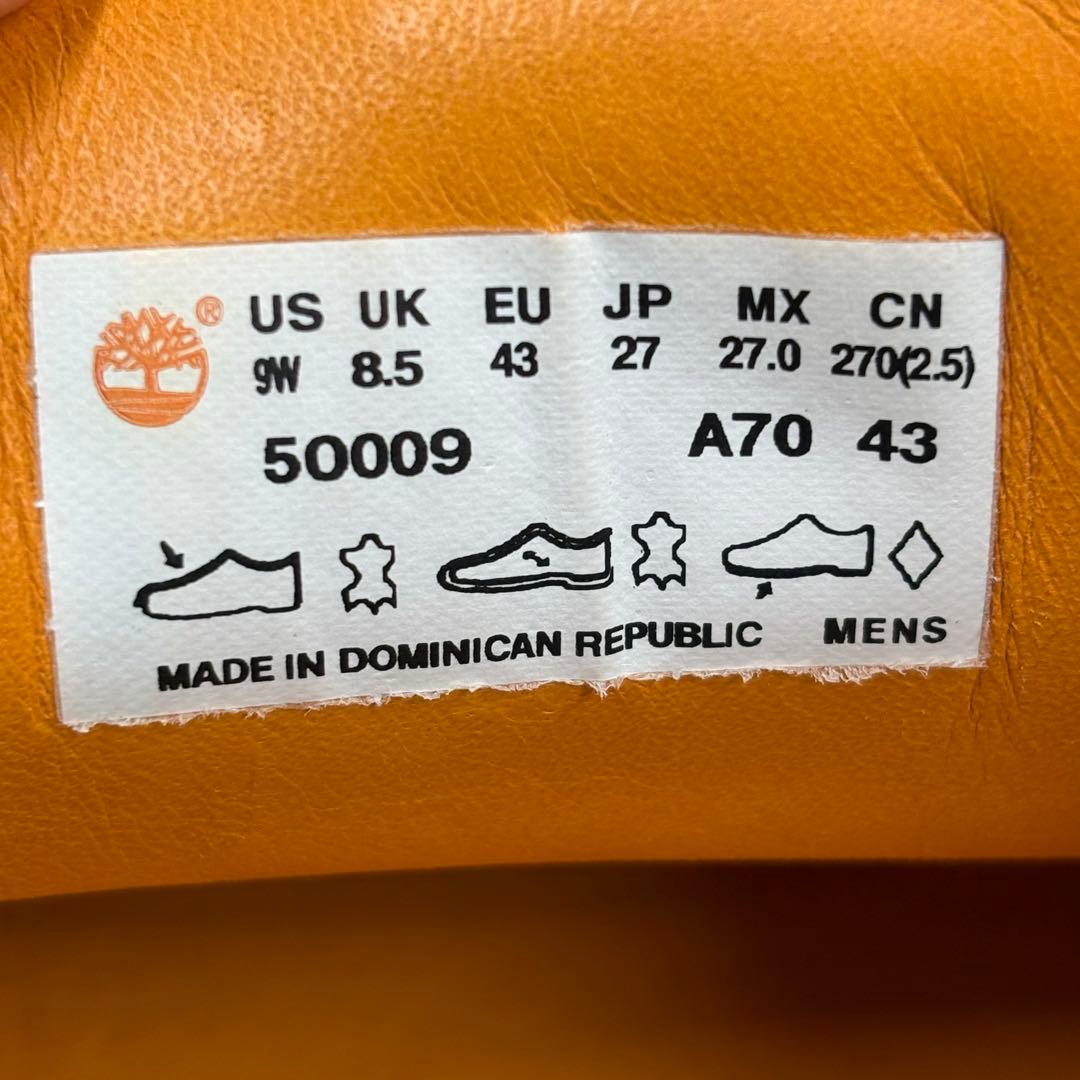 ® US UK EU JP MX CN
9W 8.5 43 27 27.0 270(2.5)
50009 A70 43
MADE IN DOMINICAN REPUBLIC MENS